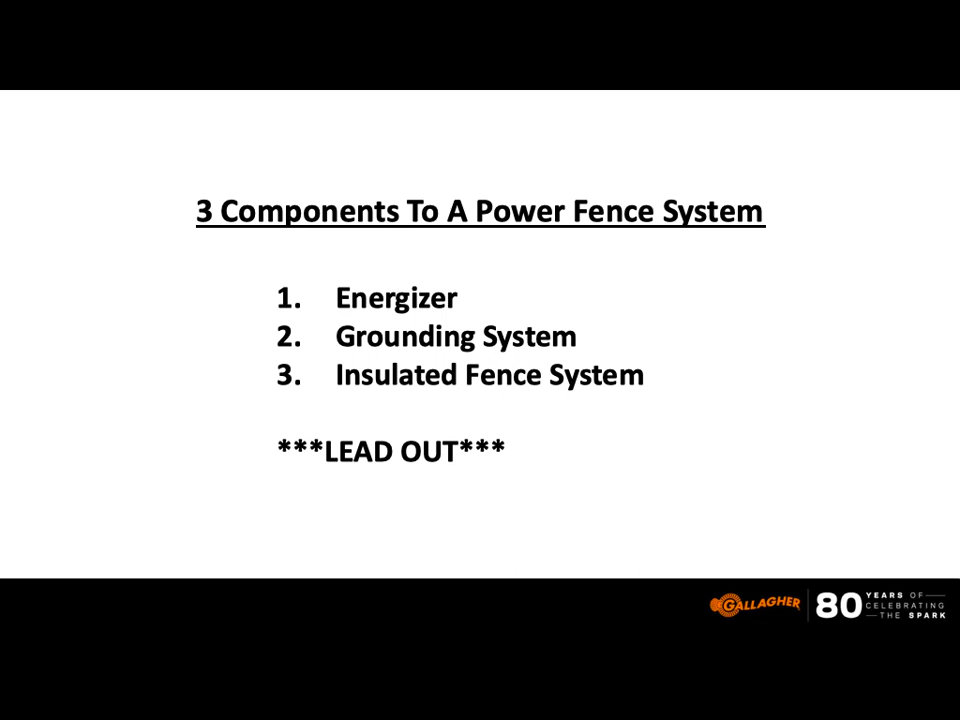 3 Components To A Power Fence System
1. Energizer
2. Grounding System
3. Insulated Fence System
***LEAD OUT***
GALLAGHER
80
YEARS OF
CELEBRATING
THE SPARK